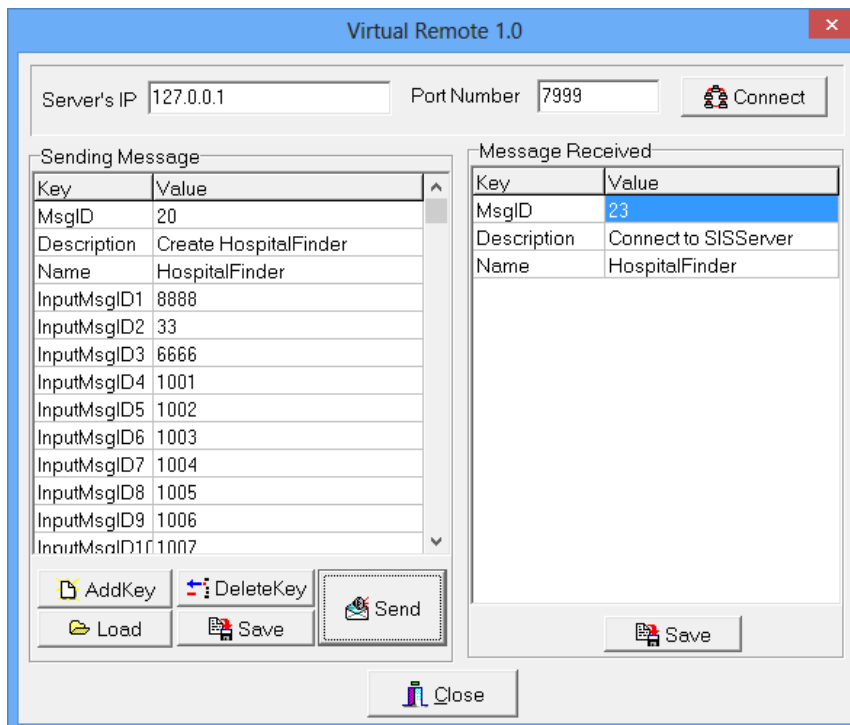 Virtual Remote 1.0
Server's IP 127.0.0.1 Port Number 7999 Connect
Sending Message
Key Value
MsgID 20
Description Create HospitalFinder
Name HospitalFinder
InputMsgID1 8888
InputMsgID2 33
InputMsgID3 6666
InputMsgID4 1001
InputMsgID5 1002
InputMsgID6 1003
InputMsgID7 1004
InputMsgID8 1005
InputMsgID9 1006
InputMsgID10 1007
AddKey DeleteKey Send
Load Save
Message Received
Key Value
MsgID 23
Description Connect to SISServer
Name HospitalFinder
Save
Close